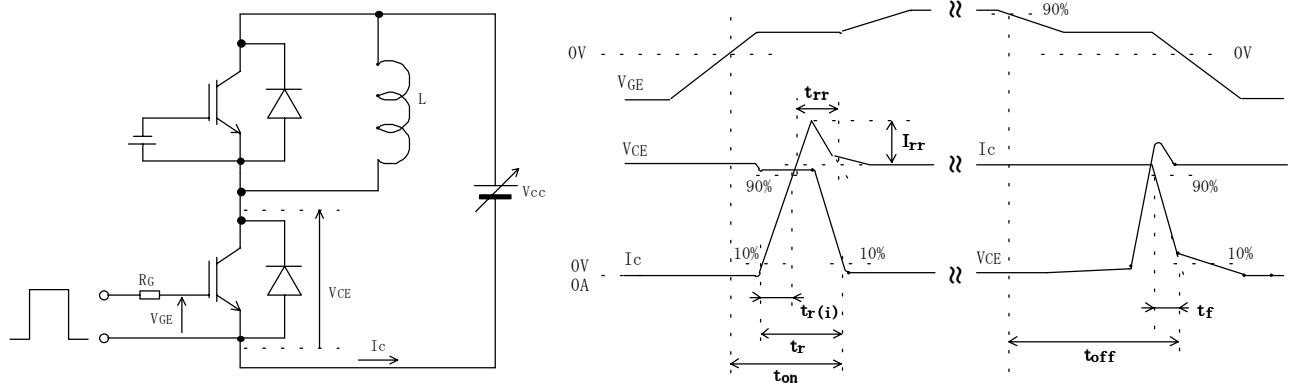 L
Vcc
RG
VGE
VCE
Ic
0V
VGE
90%
0V
trr
Irr
VCE
Ic
90%
90%
10%
10%
10%
Ic
VCE
0V
0A
tr(i)
tf
tr
toff
ton